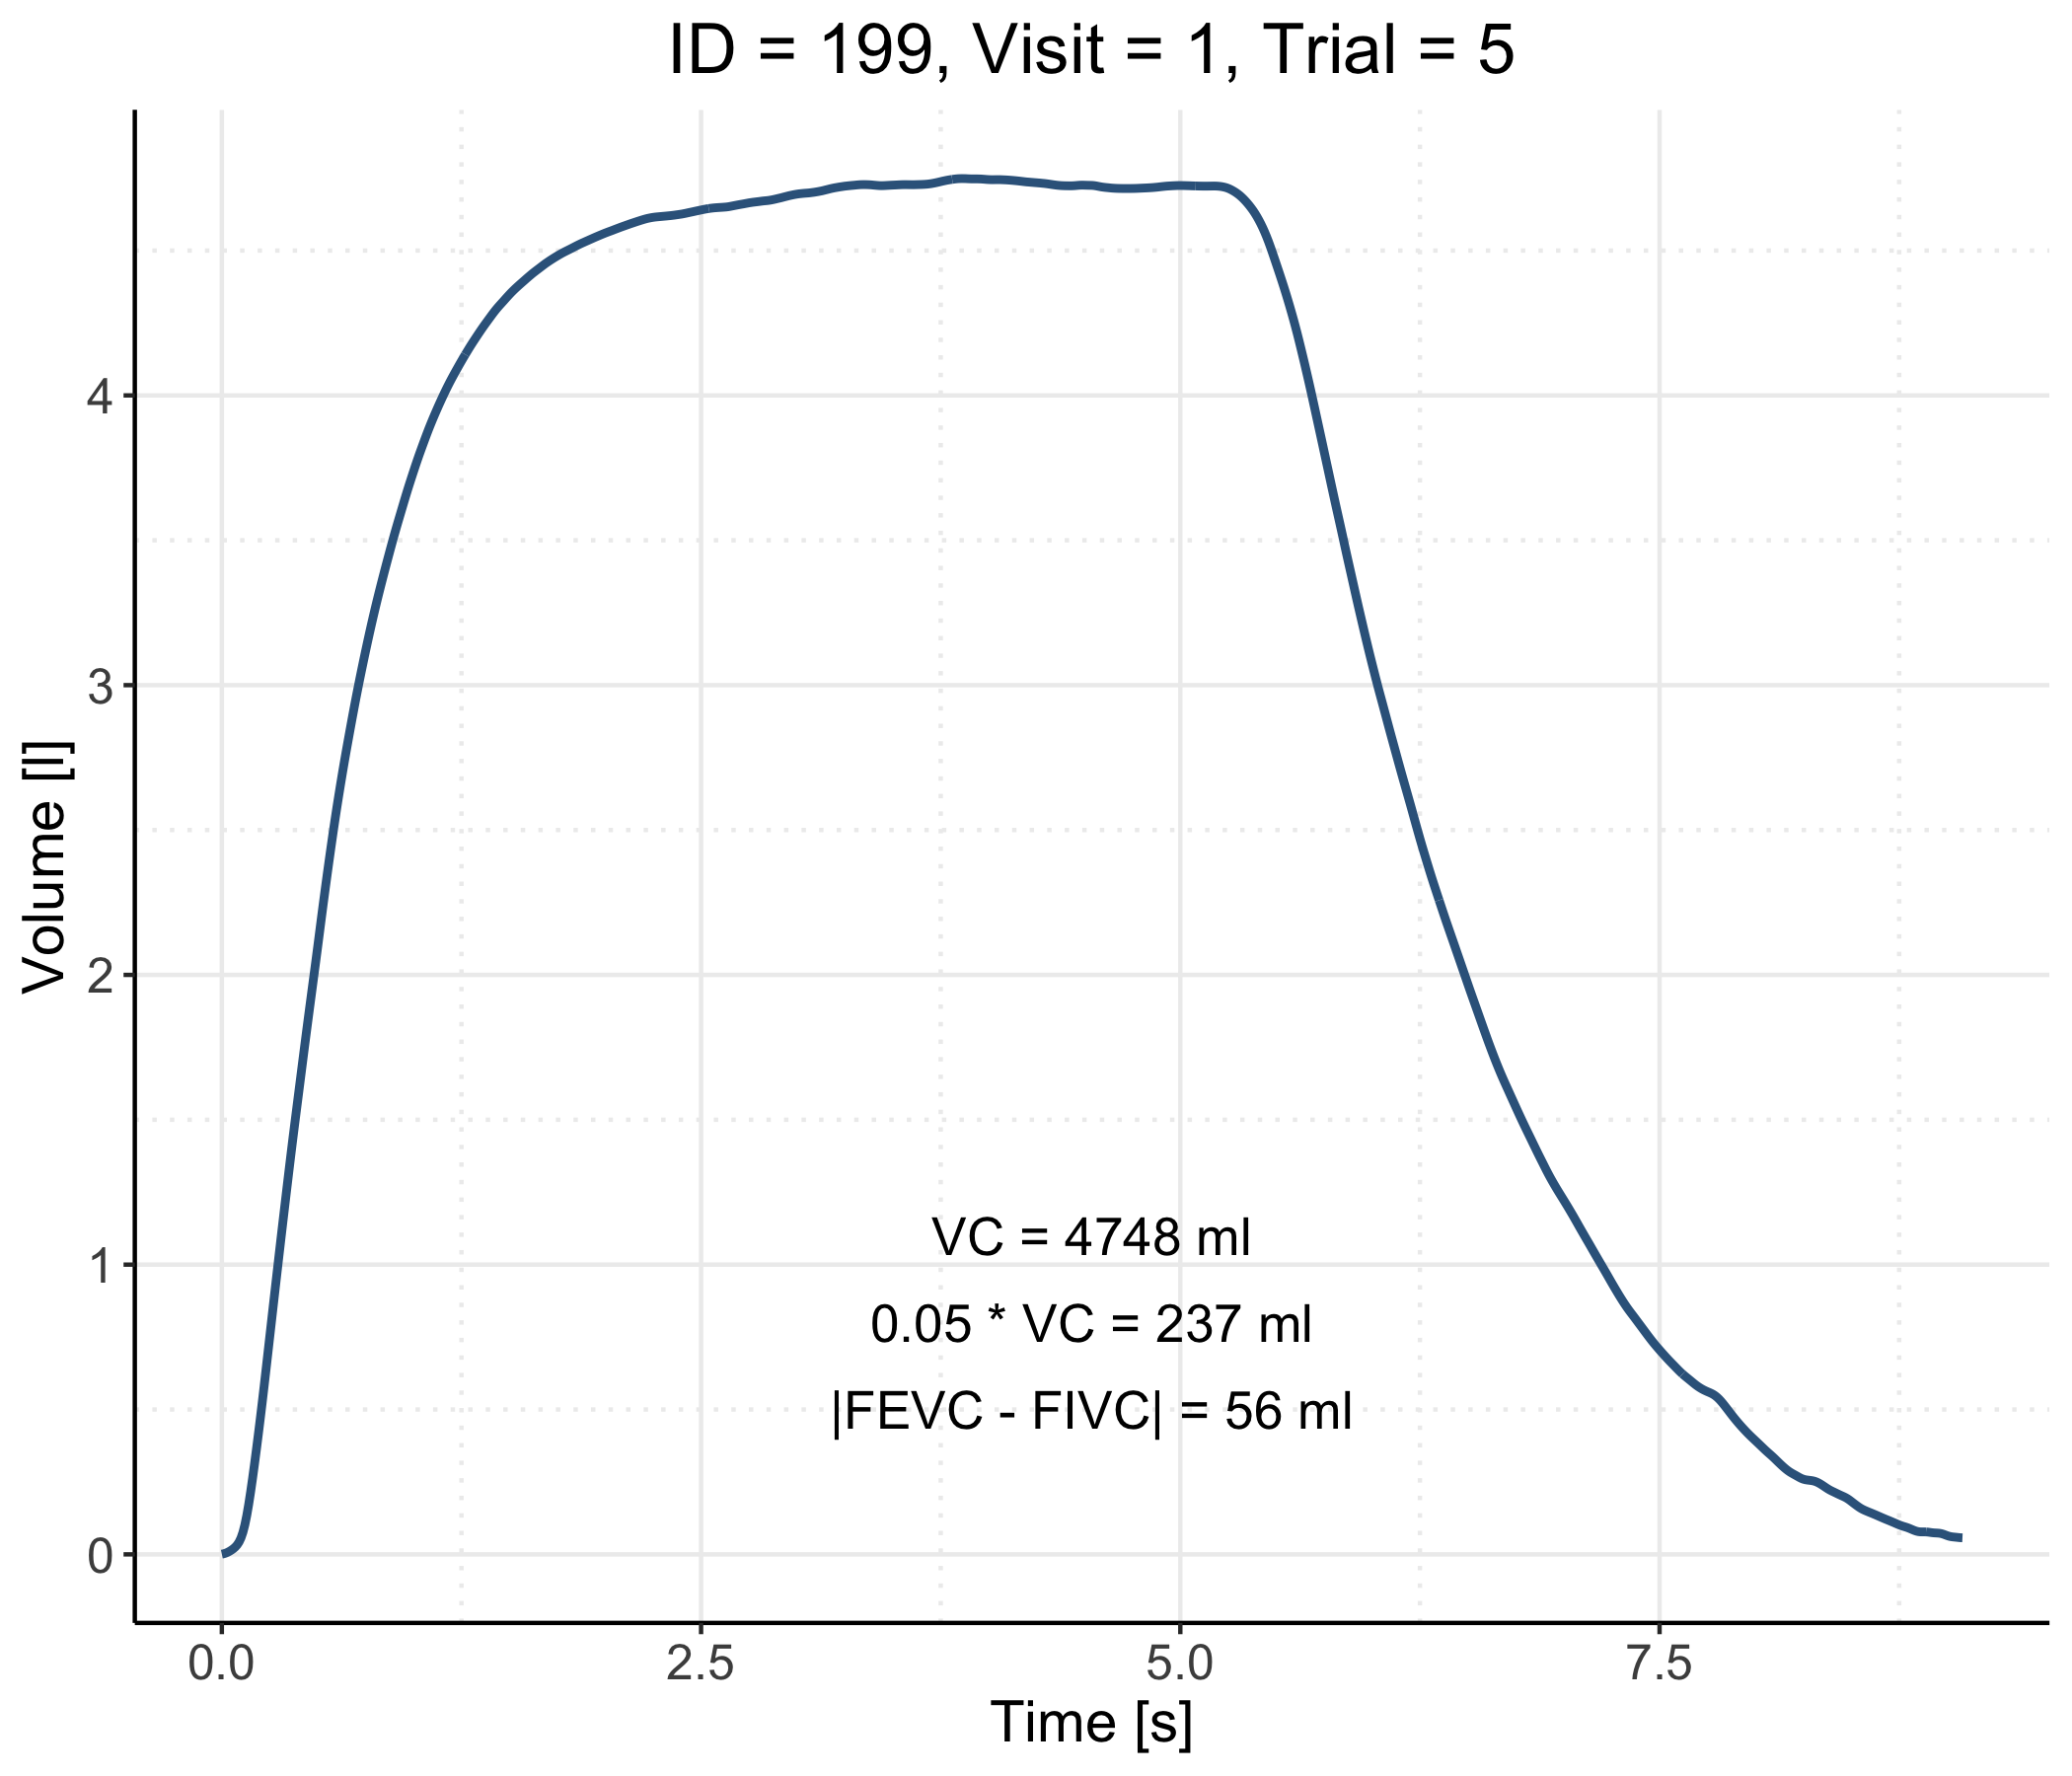 ID = 199, Visit = 1, Trial = 5
Volume [l]
4
3
2
1
0
VC = 4748 ml
0.05 * VC = 237 ml
|FEVC - FIVC| = 56 ml
0.0 2.5 5.0 7.5
Time [s]